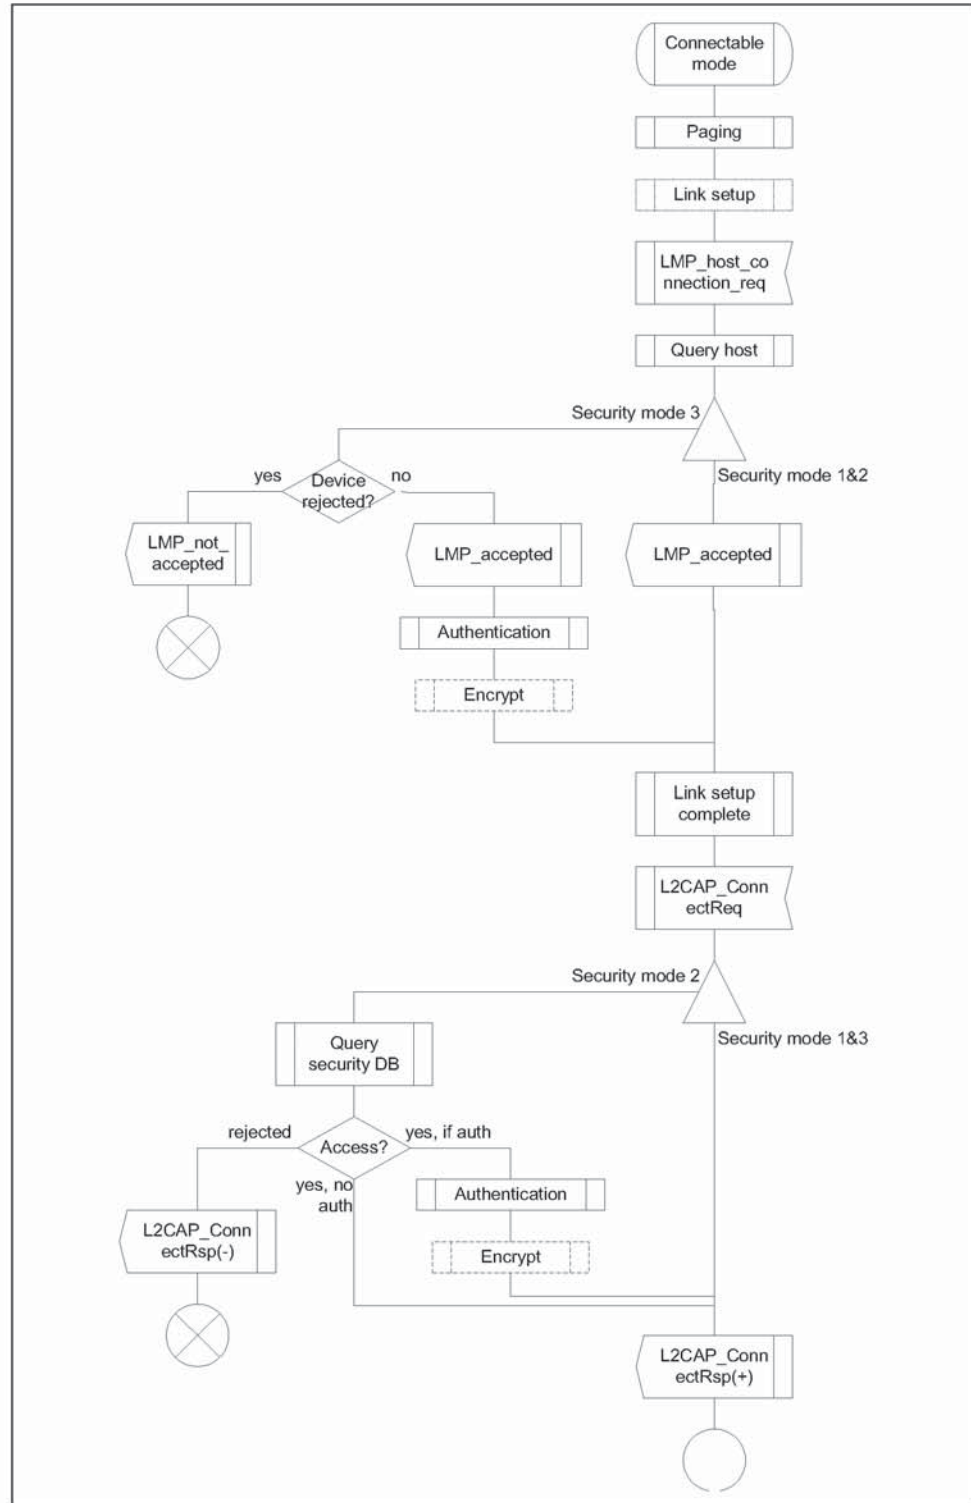 Connectable
mode
Paging
Link setup
LMP_host_co
nnection_req
Query host
Security mode 3
Security mode 1&2
yes
Device
rejected?
no
LMP_not_
accepted
LMP_accepted
LMP_accepted
Authentication
Encrypt
Link setup
complete
L2CAP_Conn
ectReq
Security mode 2
Security mode 1&3
Query
security DB
rejected
Access?
yes, if auth
yes, no
auth
Authentication
L2CAP_Conn
ectRsp(-)
Encrypt
L2CAP_Conn
ectRsp(+)